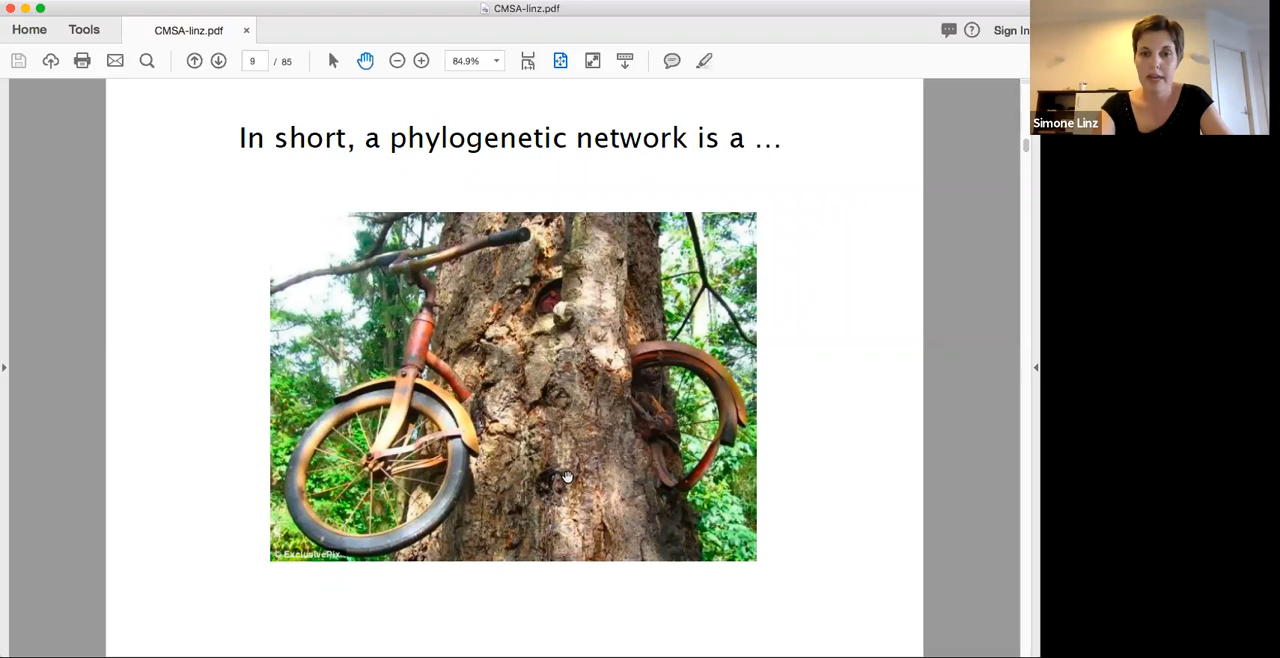 CMSA-linz.pdf
Home
Tools
CMSA-linz.pdf
Sign In
9 / 85
84.9%
Simone Linz
In short, a phylogenetic network is a ...
© ExclusivePix